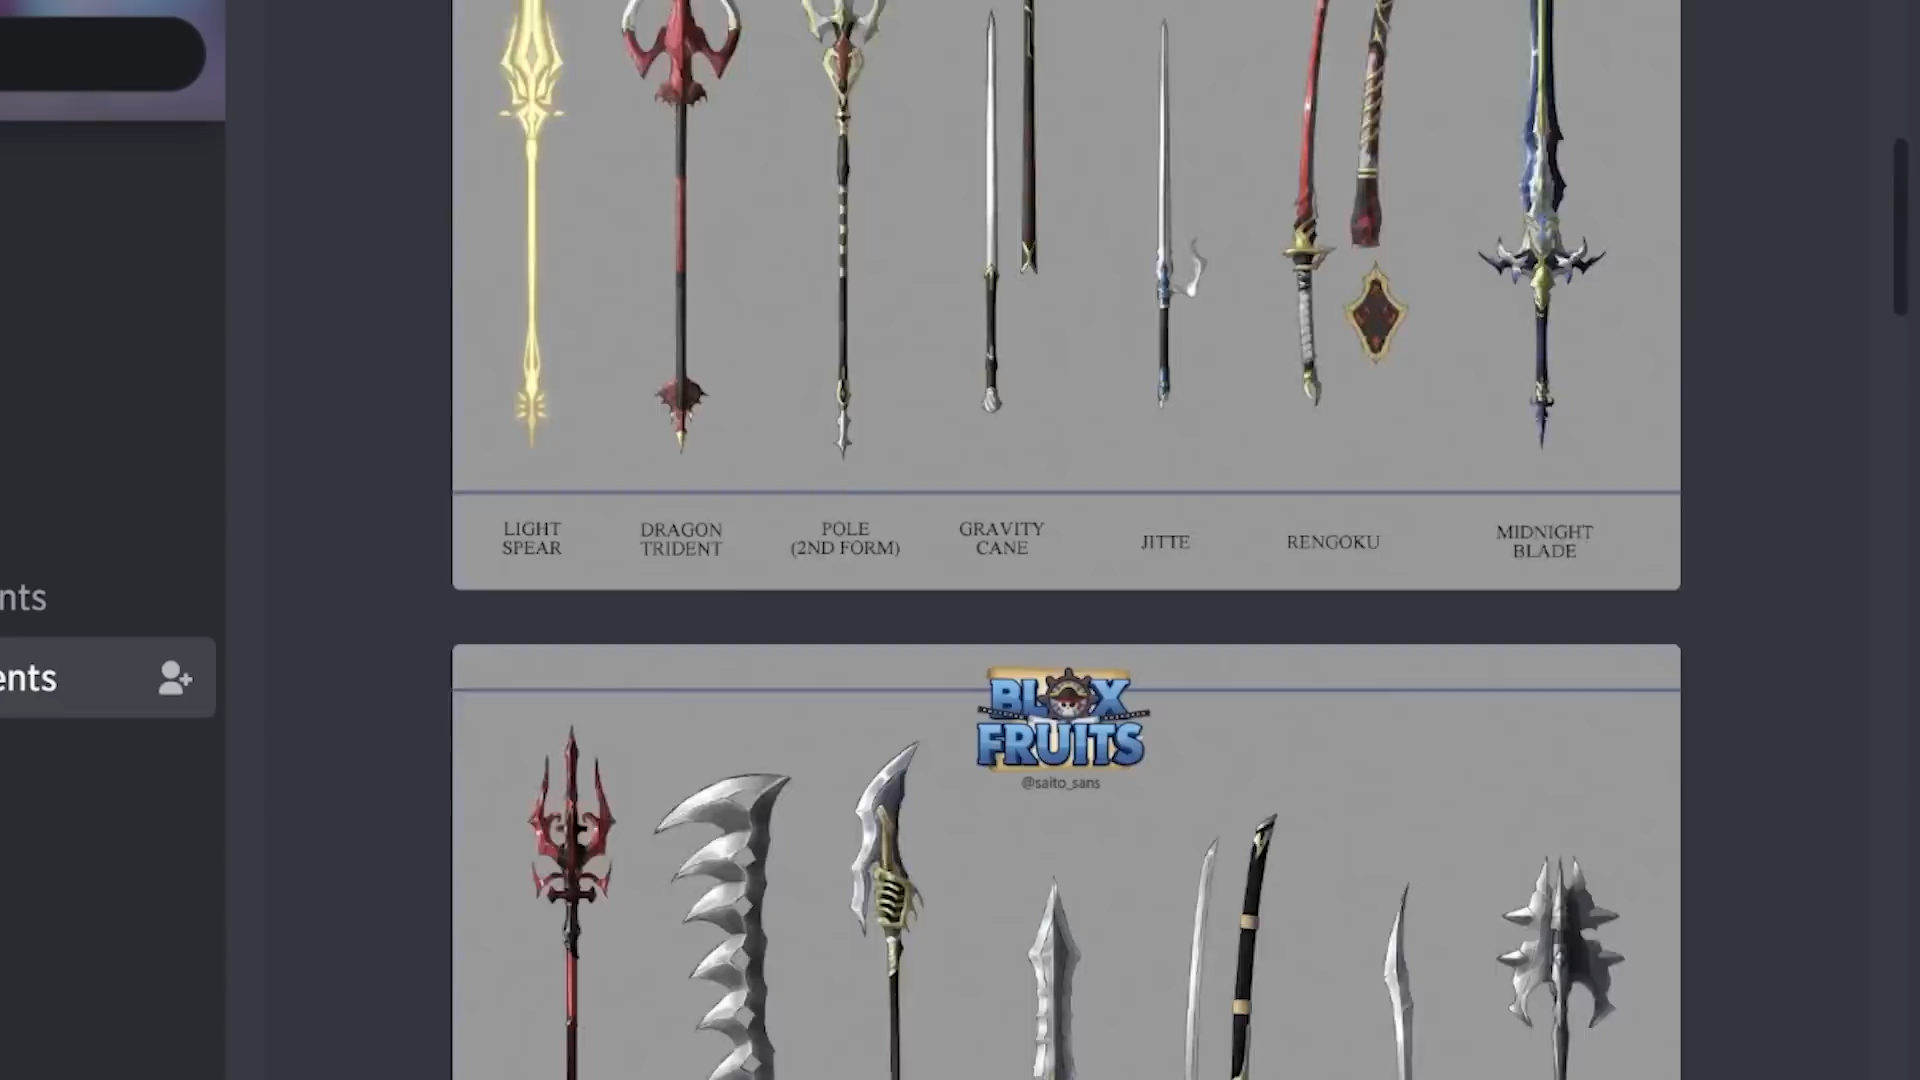 LIGHT
SPEAR
DRAGON
TRIDENT
POLE
(2ND FORM)
GRAVITY
CANE
JITTE
RENGOKU
MIDNIGHT
BLADE
nts
ents
BLOX
FRUITS
@saito_sans